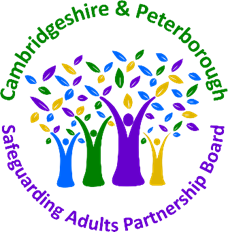 Cambridgeshire & Peterborough
Safeguarding Adults Partnership Board